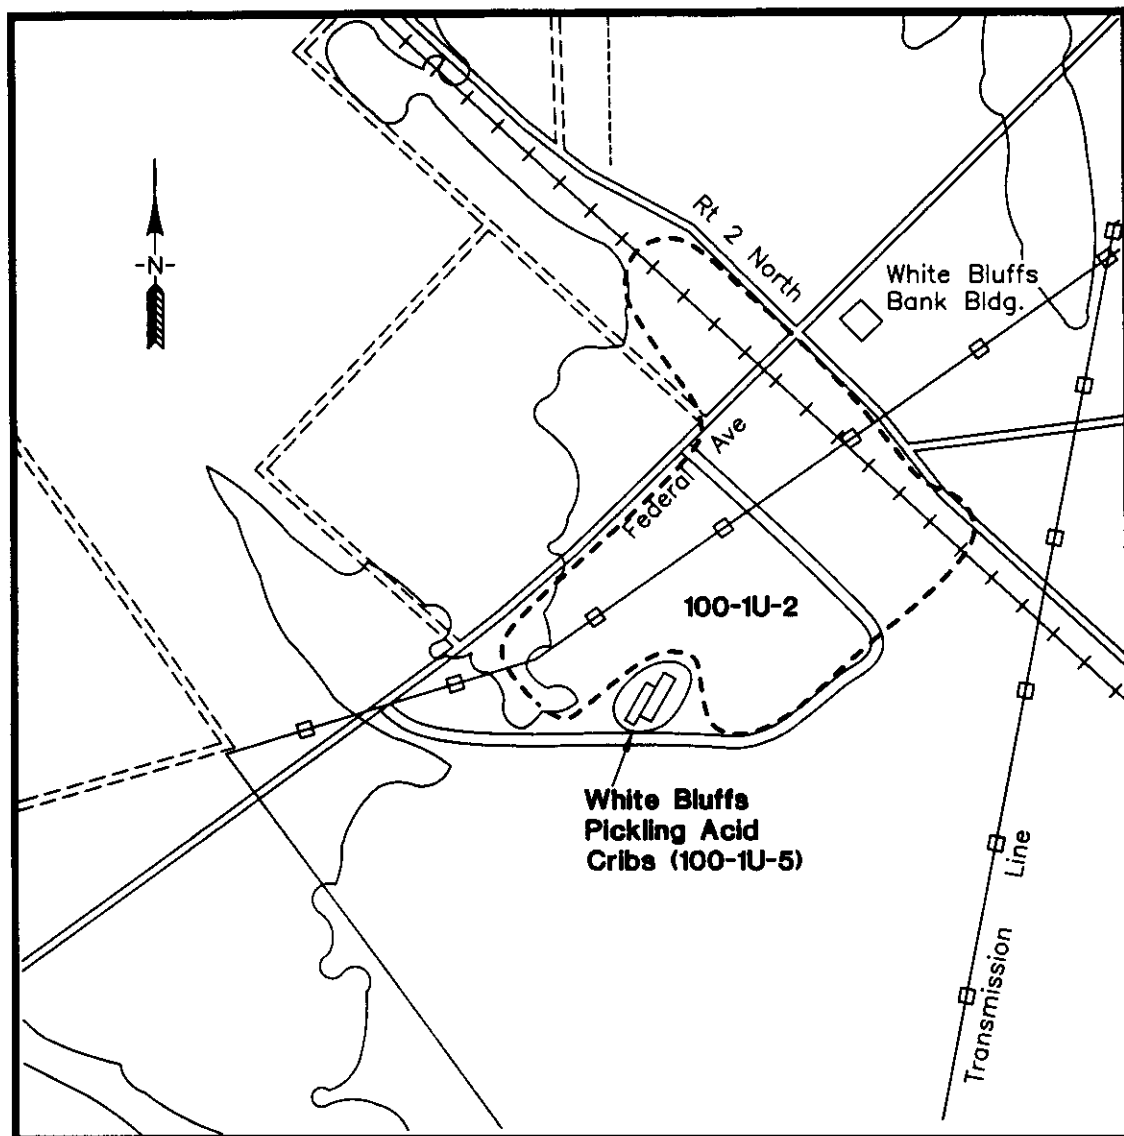 Rt 2 North
-N-
White Bluffs
Bank Bldg.
Federal Ave
100-1U-2
White Bluffs
Pickling Acid
Cribs (100-1U-5)
Transmission Line